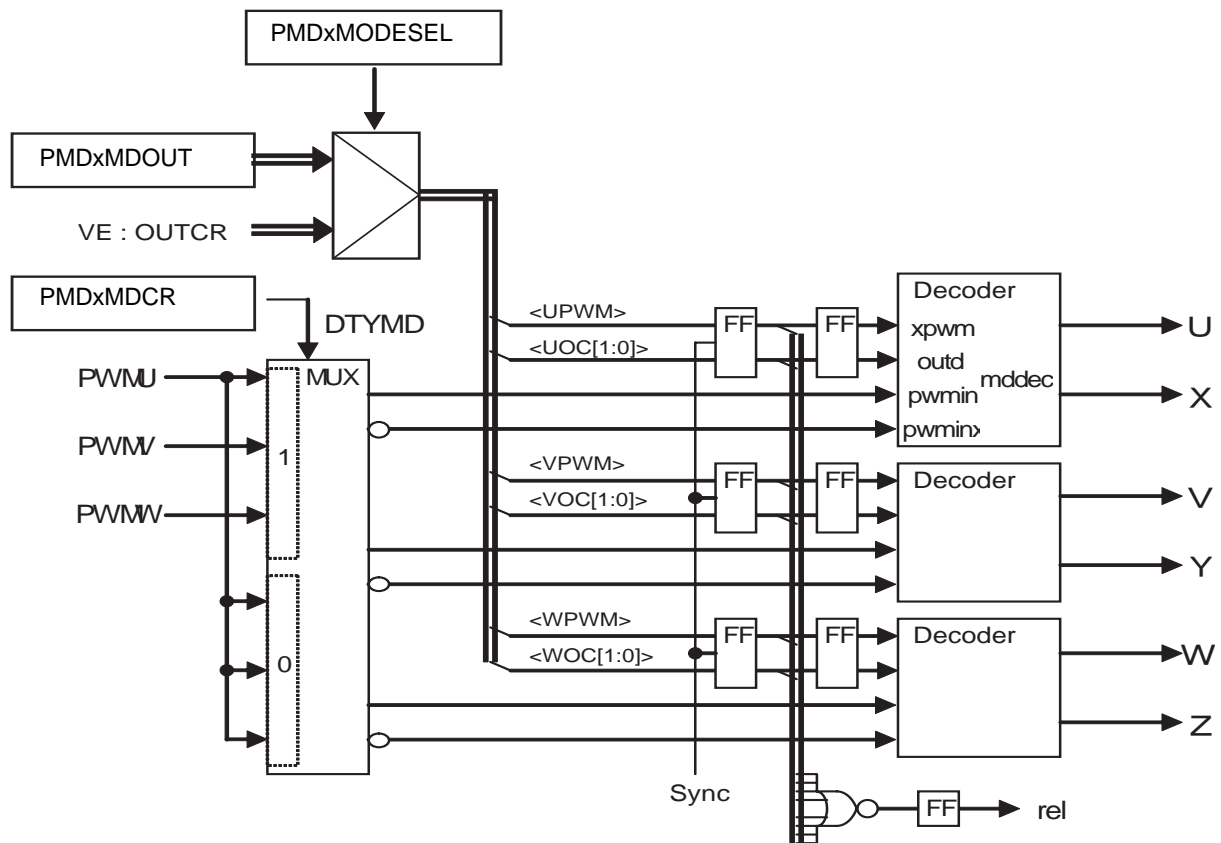 PMDxMODESEL
PMDxMDOUT
VE : OUTCR
PMDxMDCR
DTYMD
MUX
PWMU
PWMV
PWMW
1
0
<UPWM>
<UOC[1:0]>
FF
FF
Decoder
xpwm
outd
mddec
pwmin
pwminx
U
X
<VPWM>
<VOC[1:0]>
FF
FF
Decoder
V
Y
<WPWM>
<WOC[1:0]>
FF
FF
Decoder
W
Z
Sync
FF
rel